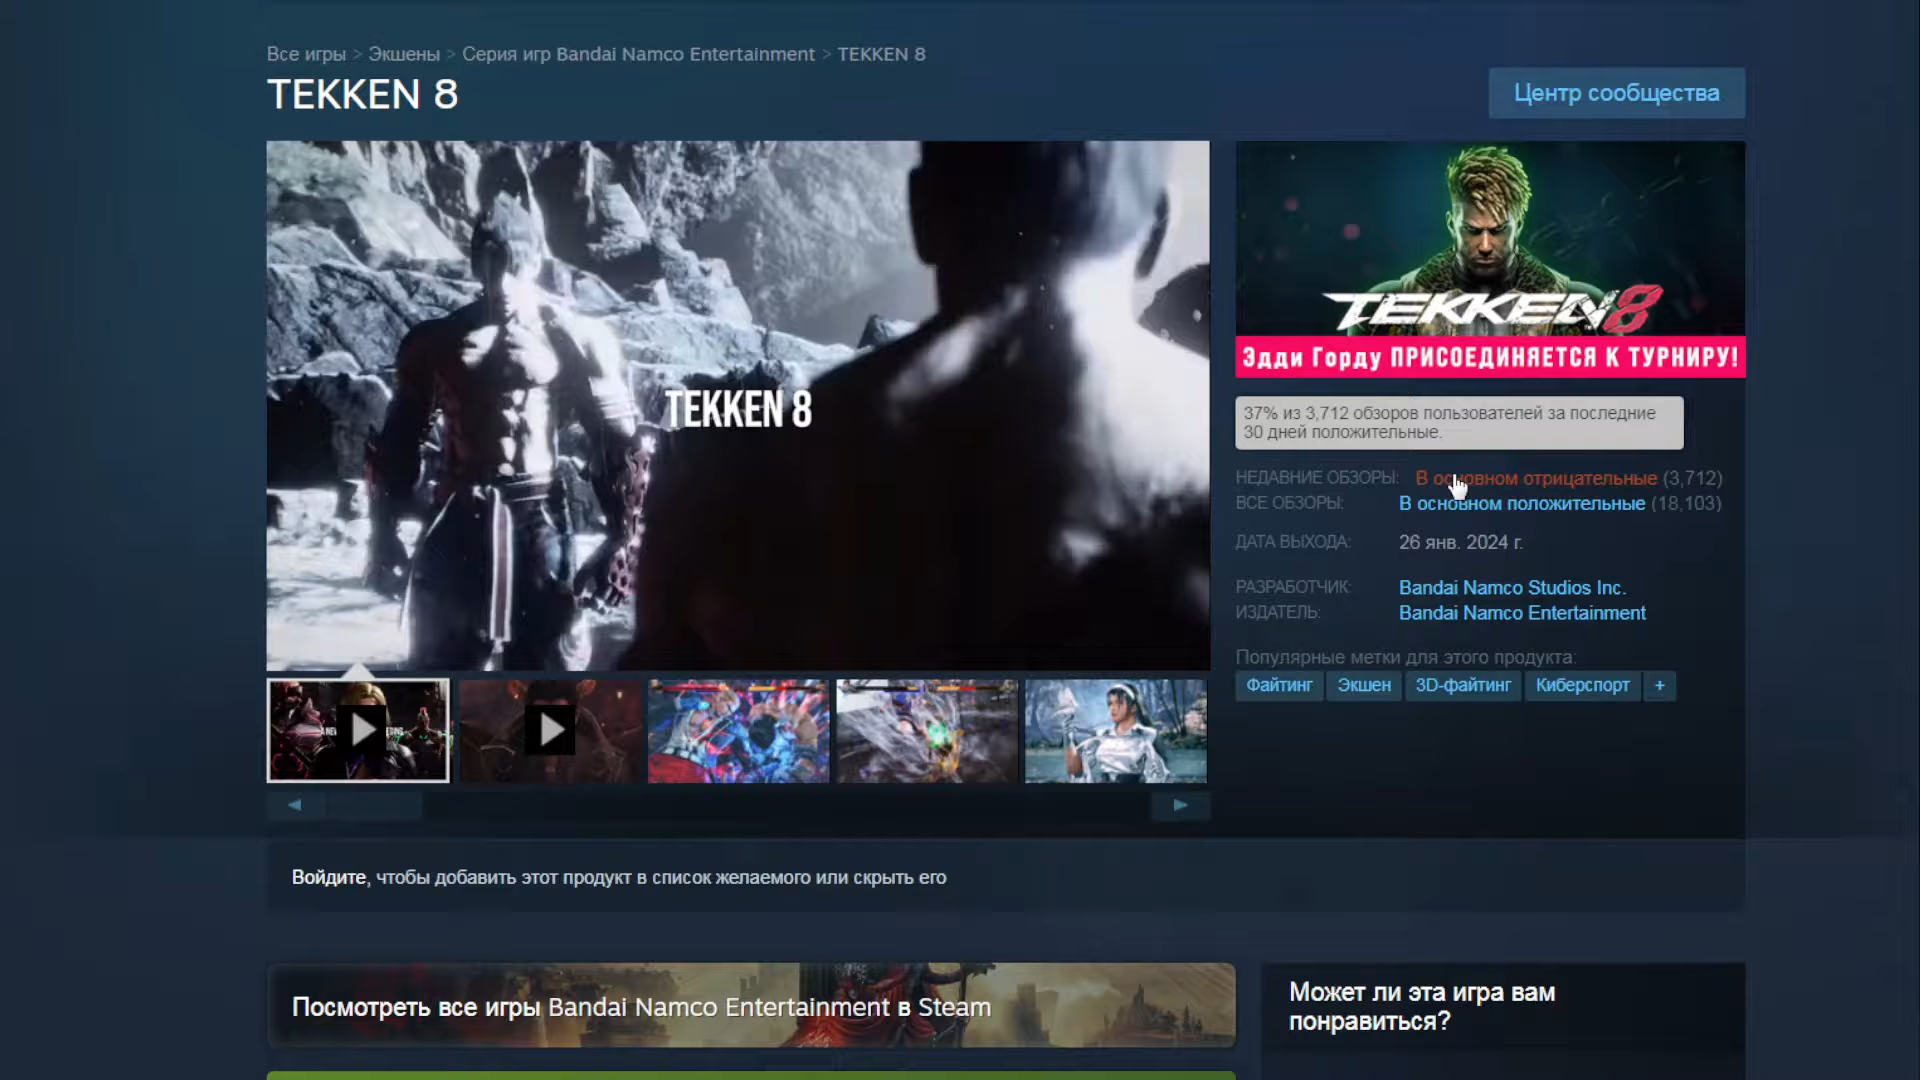 Все игры > Экшены > Серия игр Bandai Namco Entertainment > TEKKEN 8
TEKKEN 8
Центр сообщества
TEKKEN 8
TEKKEN 8
Эдди Горду ПРИСОЕДИНЯЕТСЯ К ТУРНИРУ!
37% из 3,712 обзоров пользователей за последние
30 дней положительные.
НЕДАВНИЕ ОБЗОРЫ: В основном отрицательные (3,712)
ВСЕ ОБЗОРЫ: В основном положительные (18,103)
ДАТА ВЫХОДА: 26 янв. 2024 г.
РАЗРАБОТЧИК: Bandai Namco Studios Inc.
ИЗДАТЕЛЬ: Bandai Namco Entertainment
Популярные метки для этого продукта:
Файтинг Экшен 3D-файтинг Киберспорт +
Войдите, чтобы добавить этот продукт в список желаемого или скрыть его
Посмотреть все игры Bandai Namco Entertainment в Steam
Может ли эта игра вам
понравиться?